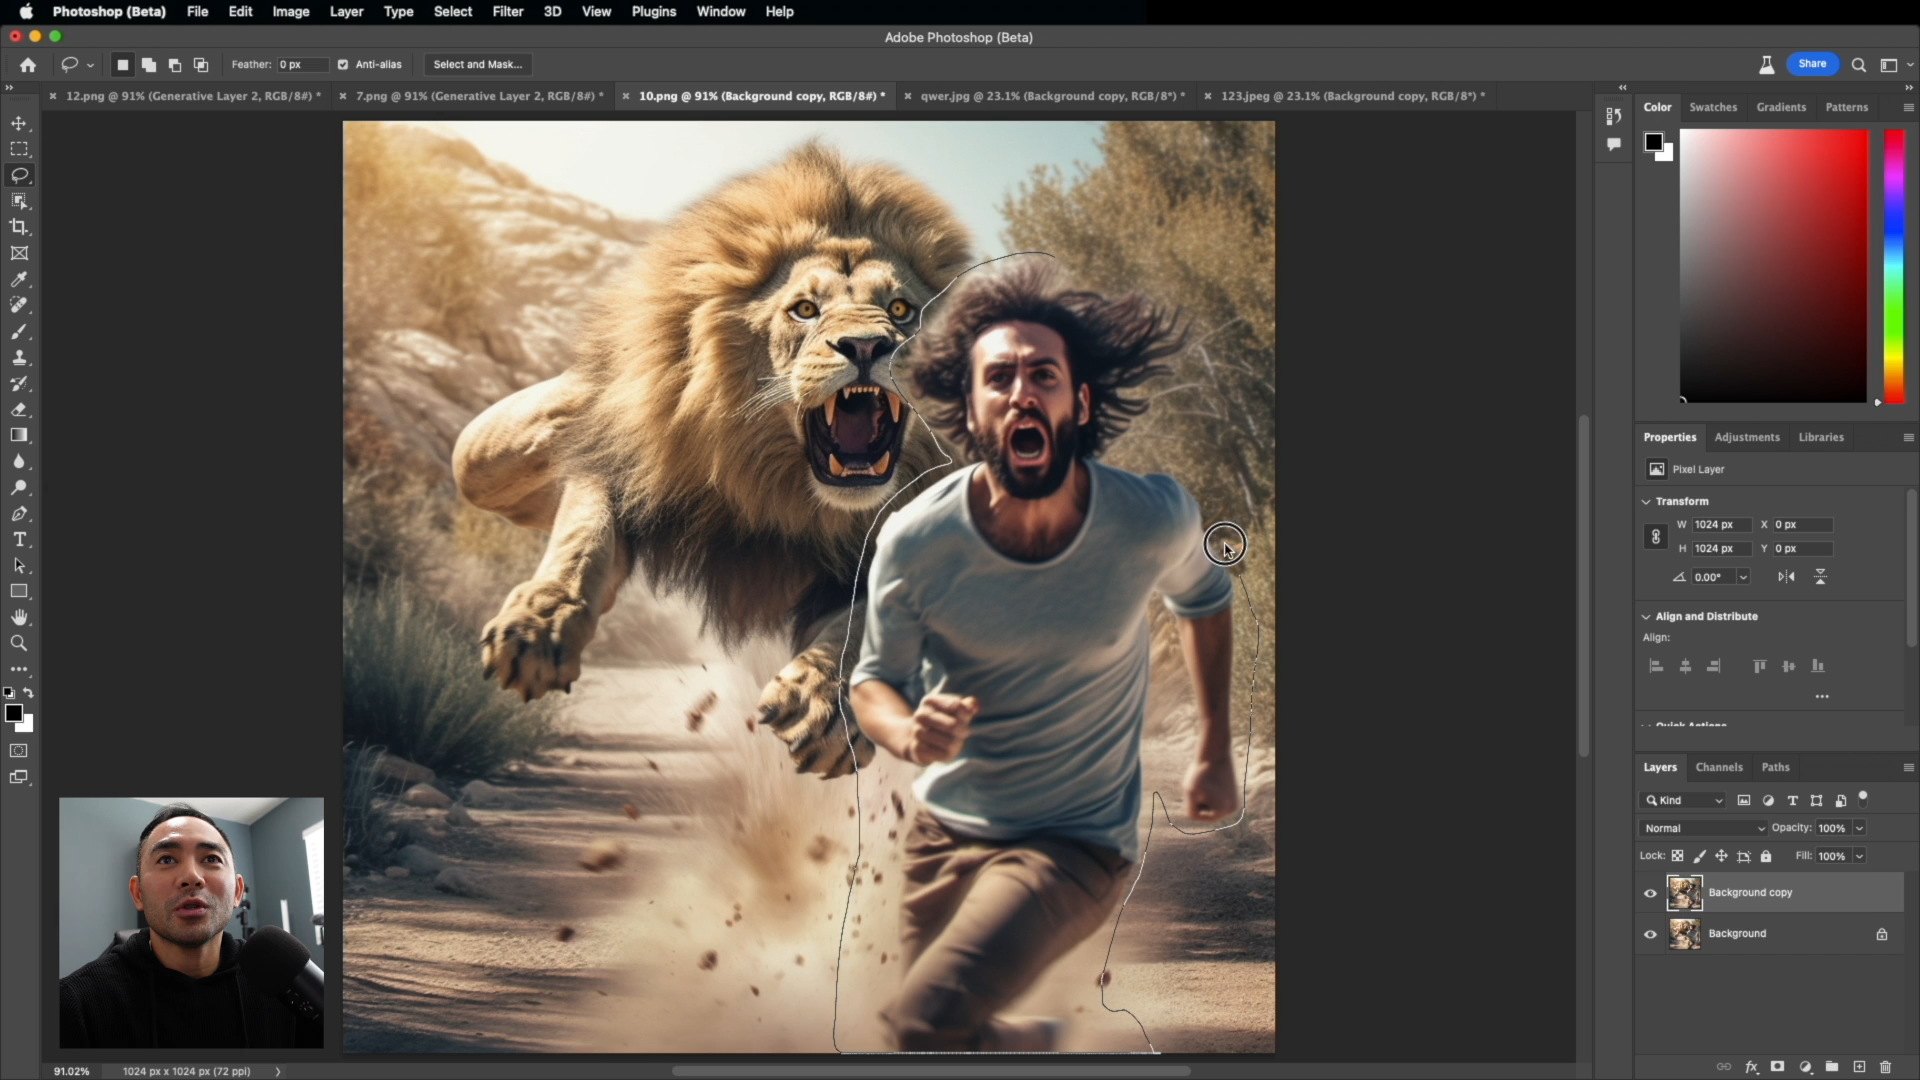 Photoshop (Beta) File Edit Image Layer Type Select Filter 3D View Plugins Window Help
Adobe Photoshop (Beta)
Feather: 0 px Anti-alias Select and Mask... Share
12.png @ 91% (Generative Layer 2, RGB/8#) * 7.png @ 91% (Generative Layer 2, RGB/8#) * 10.png @ 91% (Background copy, RGB/8#) * qwer.jpg @ 23.1% (Background copy, RGB/8*) * 123.jpeg @ 23.1% (Background copy, RGB/8*) *
Color Swatches Gradients Patterns
Properties Adjustments Libraries
Pixel Layer
Transform
W 1024 px X 0 px
H 1024 px Y 0 px
0.00°
Align and Distribute
Align:
Quick Actions
Layers Channels Paths
Kind
Normal Opacity: 100%
Lock: Fill: 100%
Background copy
Background
91.02% 1024 px x 1024 px (72 ppi)